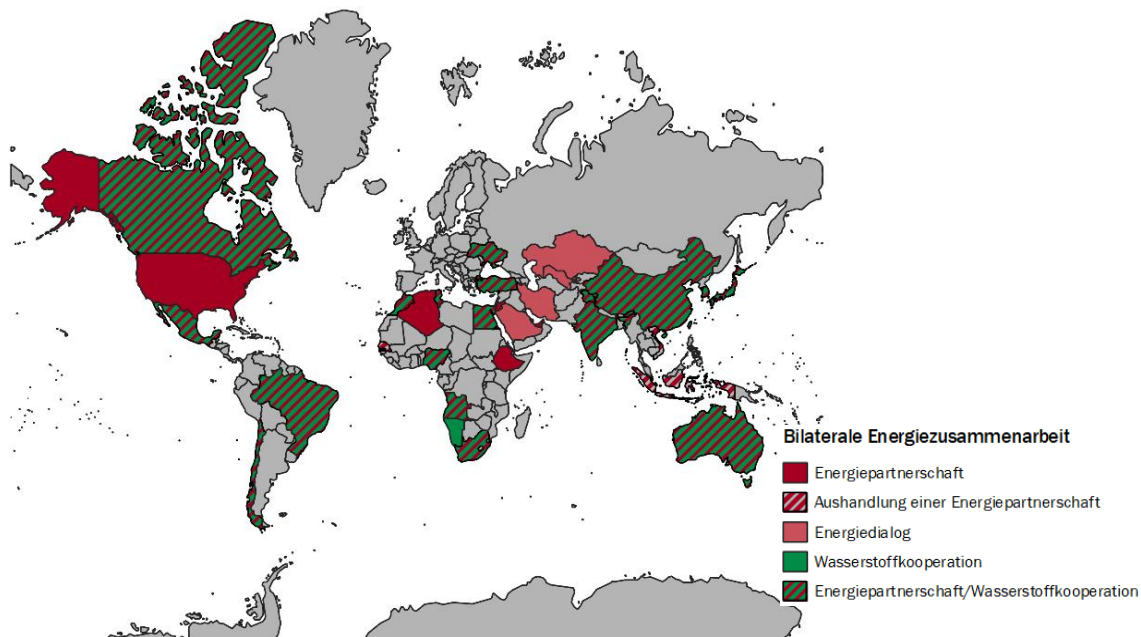 Bilaterale Energiezusammenarbeit
Energiepartnerschaft
Aushandlung einer Energiepartnerschaft
Energiedialog
Wasserstoffkooperation
Energiepartnerschaft/Wasserstoffkooperation